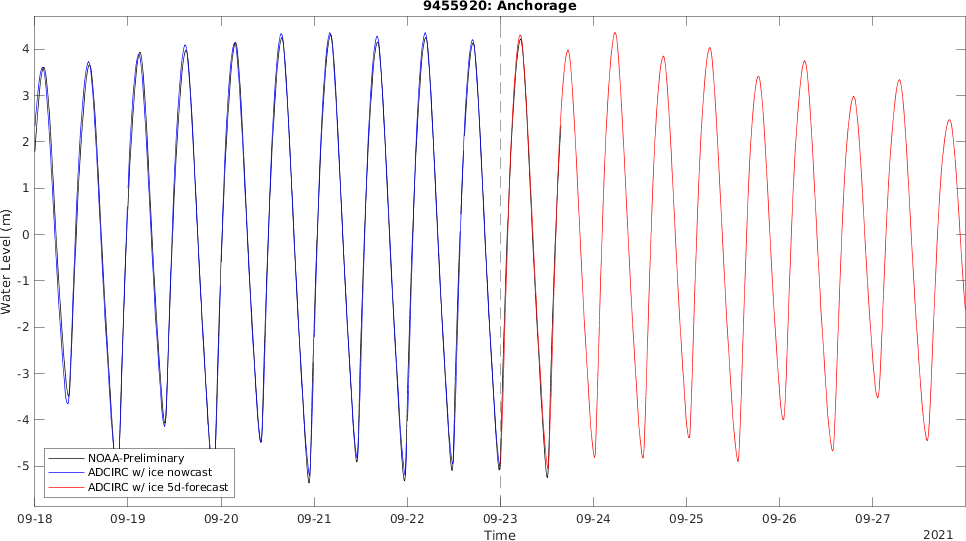 9455920: Anchorage
4
3
2
1
0
-1
-2
-3
-4
-5
Water Level (m)
NOAA-Preliminary
ADCIRC w/ ice nowcast
ADCIRC w/ ice 5d-forecast
09-18 09-19 09-20 09-21 09-22 09-23 09-24 09-25 09-26 09-27
Time
2021